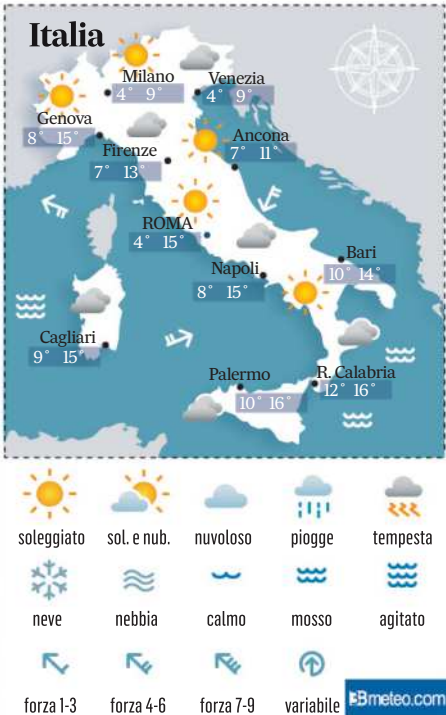 Italia
Milano
4° 9°
Venezia
4° 9°
Genova
8° 15°
Firenze
7° 13°
Ancona
7° 11°
ROMA
4° 15°
Napoli
8° 15°
Bari
10° 14°
Cagliari
9° 15°
Palermo
10° 16°
R. Calabria
12° 16°
soleggiato sol. e nub. nuvoloso piogge tempesta
neve nebbia calmo mosso agitato
forza 1-3 forza 4-6 forza 7-9 variabile
3Bmeteo.com